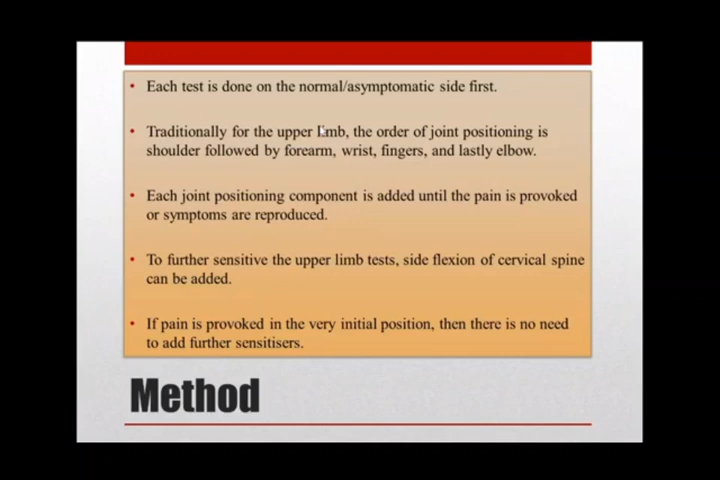 • Each test is done on the normal/asymptomatic side first.
• Traditionally for the upper limb, the order of joint positioning is
shoulder followed by forearm, wrist, fingers, and lastly elbow.
• Each joint positioning component is added until the pain is provoked
or symptoms are reproduced.
• To further sensitive the upper limb tests, side flexion of cervical spine
can be added.
• If pain is provoked in the very initial position, then there is no need
to add further sensitisers.
Method